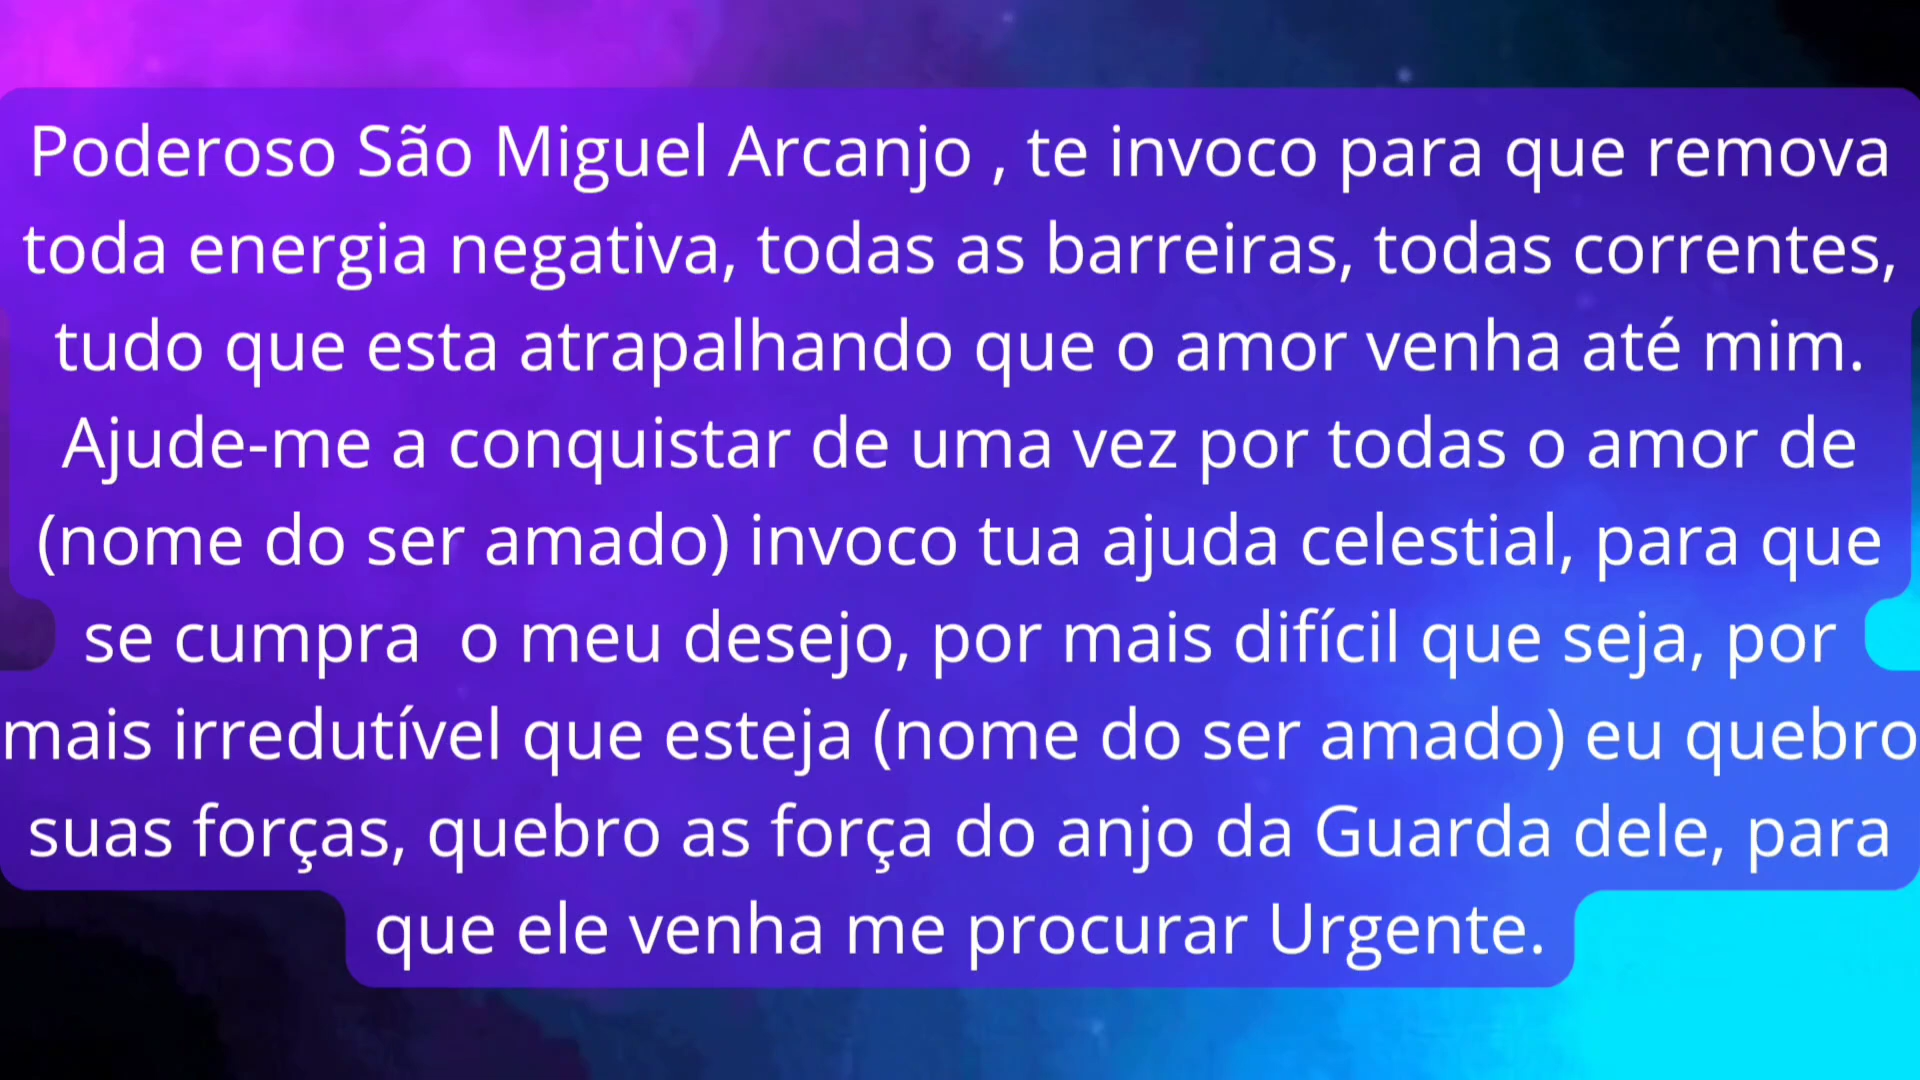 Poderoso São Miguel Arcanjo , te invoco para que remova
toda energia negativa, todas as barreiras, todas correntes,
tudo que esta atrapalhando que o amor venha até mim.
Ajude-me a conquistar de uma vez por todas o amor de
(nome do ser amado) invoco tua ajuda celestial, para que
se cumpra  o meu desejo, por mais difícil que seja, por
mais irredutível que esteja (nome do ser amado) eu quebro
suas forças, quebro as força do anjo da Guarda dele, para
que ele venha me procurar Urgente.